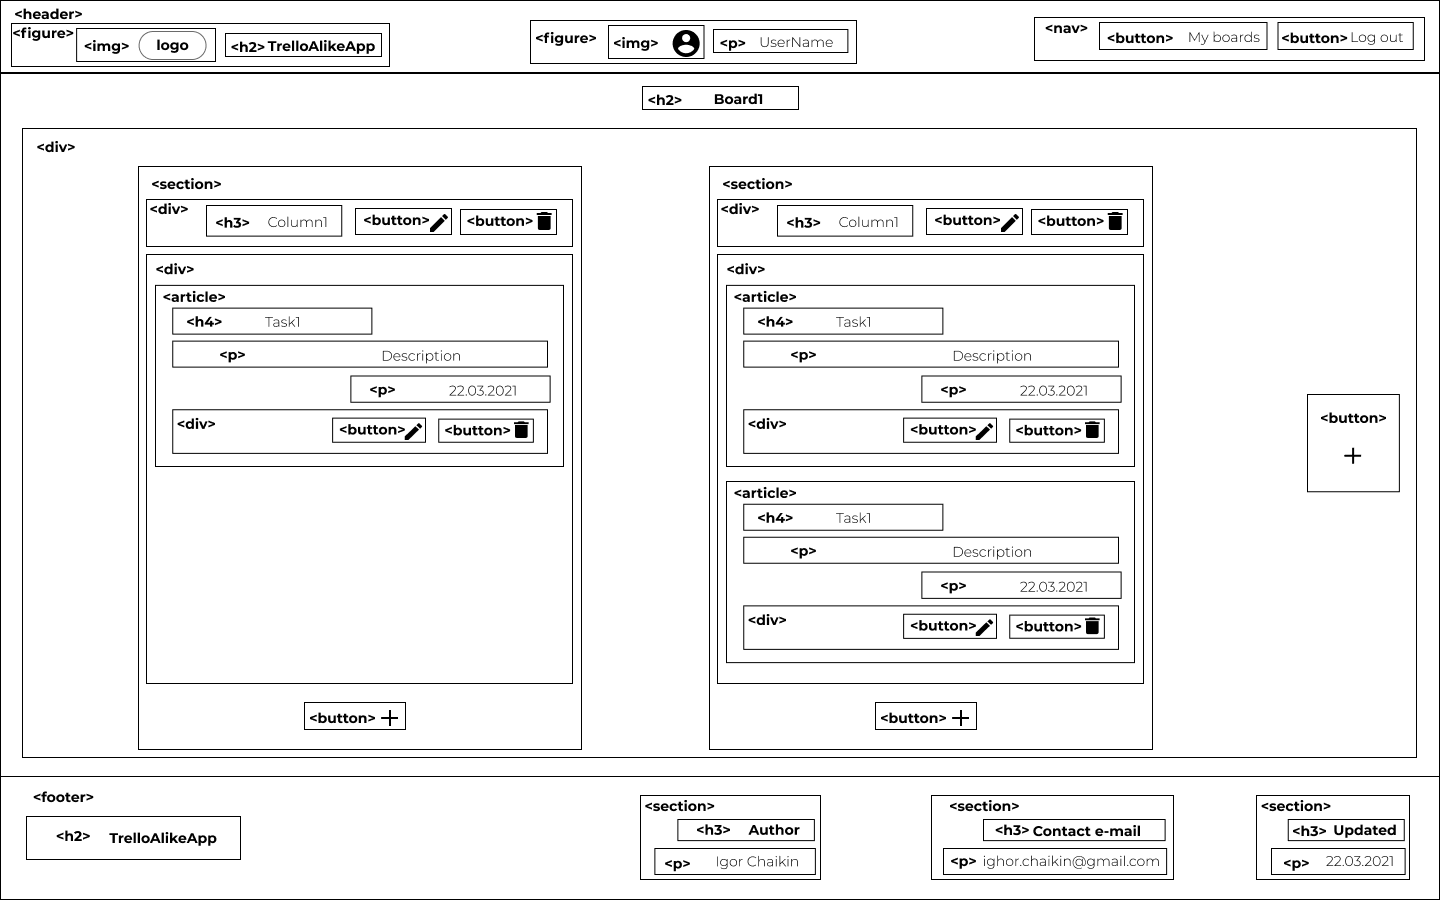 <header>
<figure> <img> logo <h2> TrelloAlikeApp
<figure> <img> <p> UserName
<nav> <button> My boards <button> Log out
<h2> Board1
<div>
<section>
<div> <h3> Column1 <button> <button>
<div>
<article>
<h4> Task1
<p> Description
<p> 22.03.2021
<div> <button> <button>
<button>
<section>
<div> <h3> Column1 <button> <button>
<div>
<article>
<h4> Task1
<p> Description
<p> 22.03.2021
<div> <button> <button>
<article>
<h4> Task1
<p> Description
<p> 22.03.2021
<div> <button> <button>
<button>
<button>
<footer>
<h2> TrelloAlikeApp
<section>
<h3> Author
<p> Igor Chaikin
<section>
<h3> Contact e-mail
<p> ighor.chaikin@gmail.com
<section>
<h3> Updated
<p> 22.03.2021